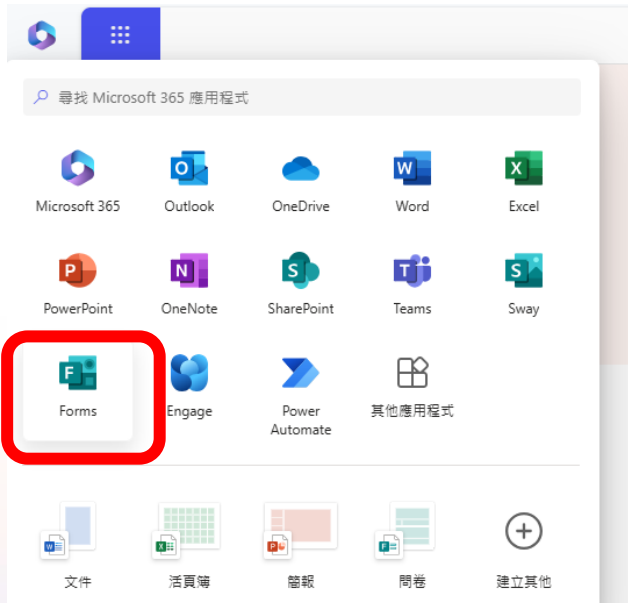 尋找 Microsoft 365 應用程式
Microsoft 365
Outlook
OneDrive
Word
Excel
PowerPoint
OneNote
SharePoint
Teams
Sway
Forms
Engage
Power
Automate
其他應用程式
文件
活頁簿
簡報
問卷
建立其他